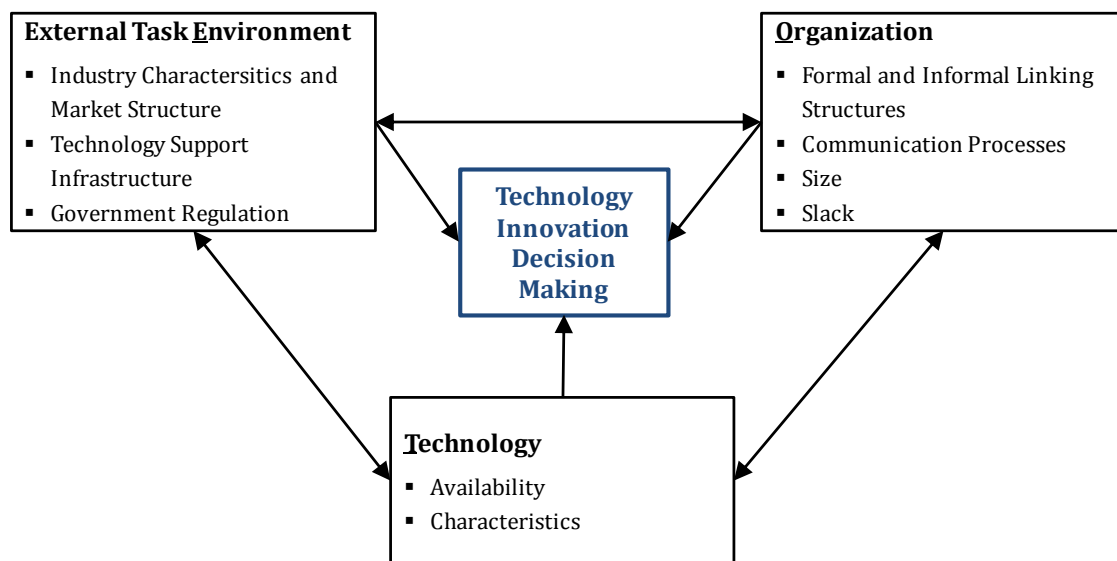 External Task Environment
▪ Industry Charactersitics and
Market Structure
▪ Technology Support
Infrastructure
▪ Government Regulation
Organization
▪ Formal and Informal Linking
Structures
▪ Communication Processes
▪ Size
▪ Slack
Technology
Innovation
Decision
Making
Technology
▪ Availability
▪ Characteristics